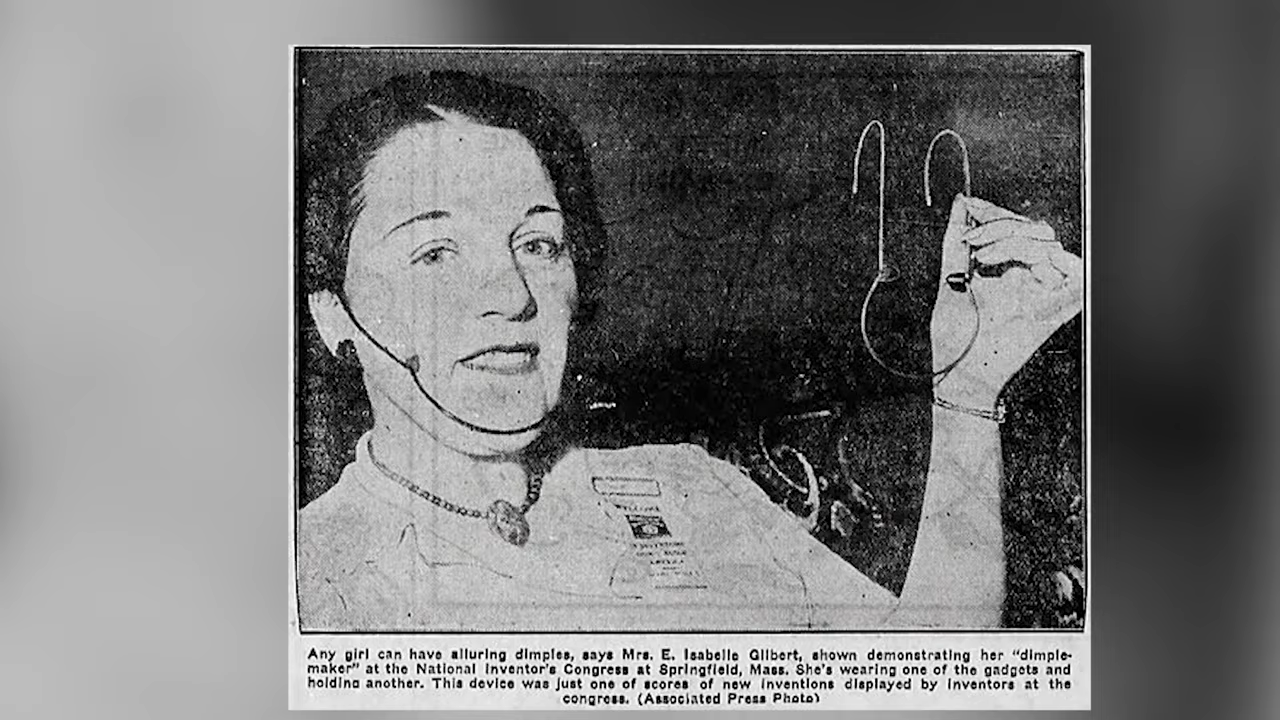 Any girl can have alluring dimples, says Mrs. E. Isabelle Gilbert, shown demonstrating her "dimple-
maker" at the National Inventor's Congress at Springfield, Mass. She's wearing one of the gadgets and
holding another. This device was just one of scores of new inventions displayed by inventors at the
congress. (Associated Press Photo)